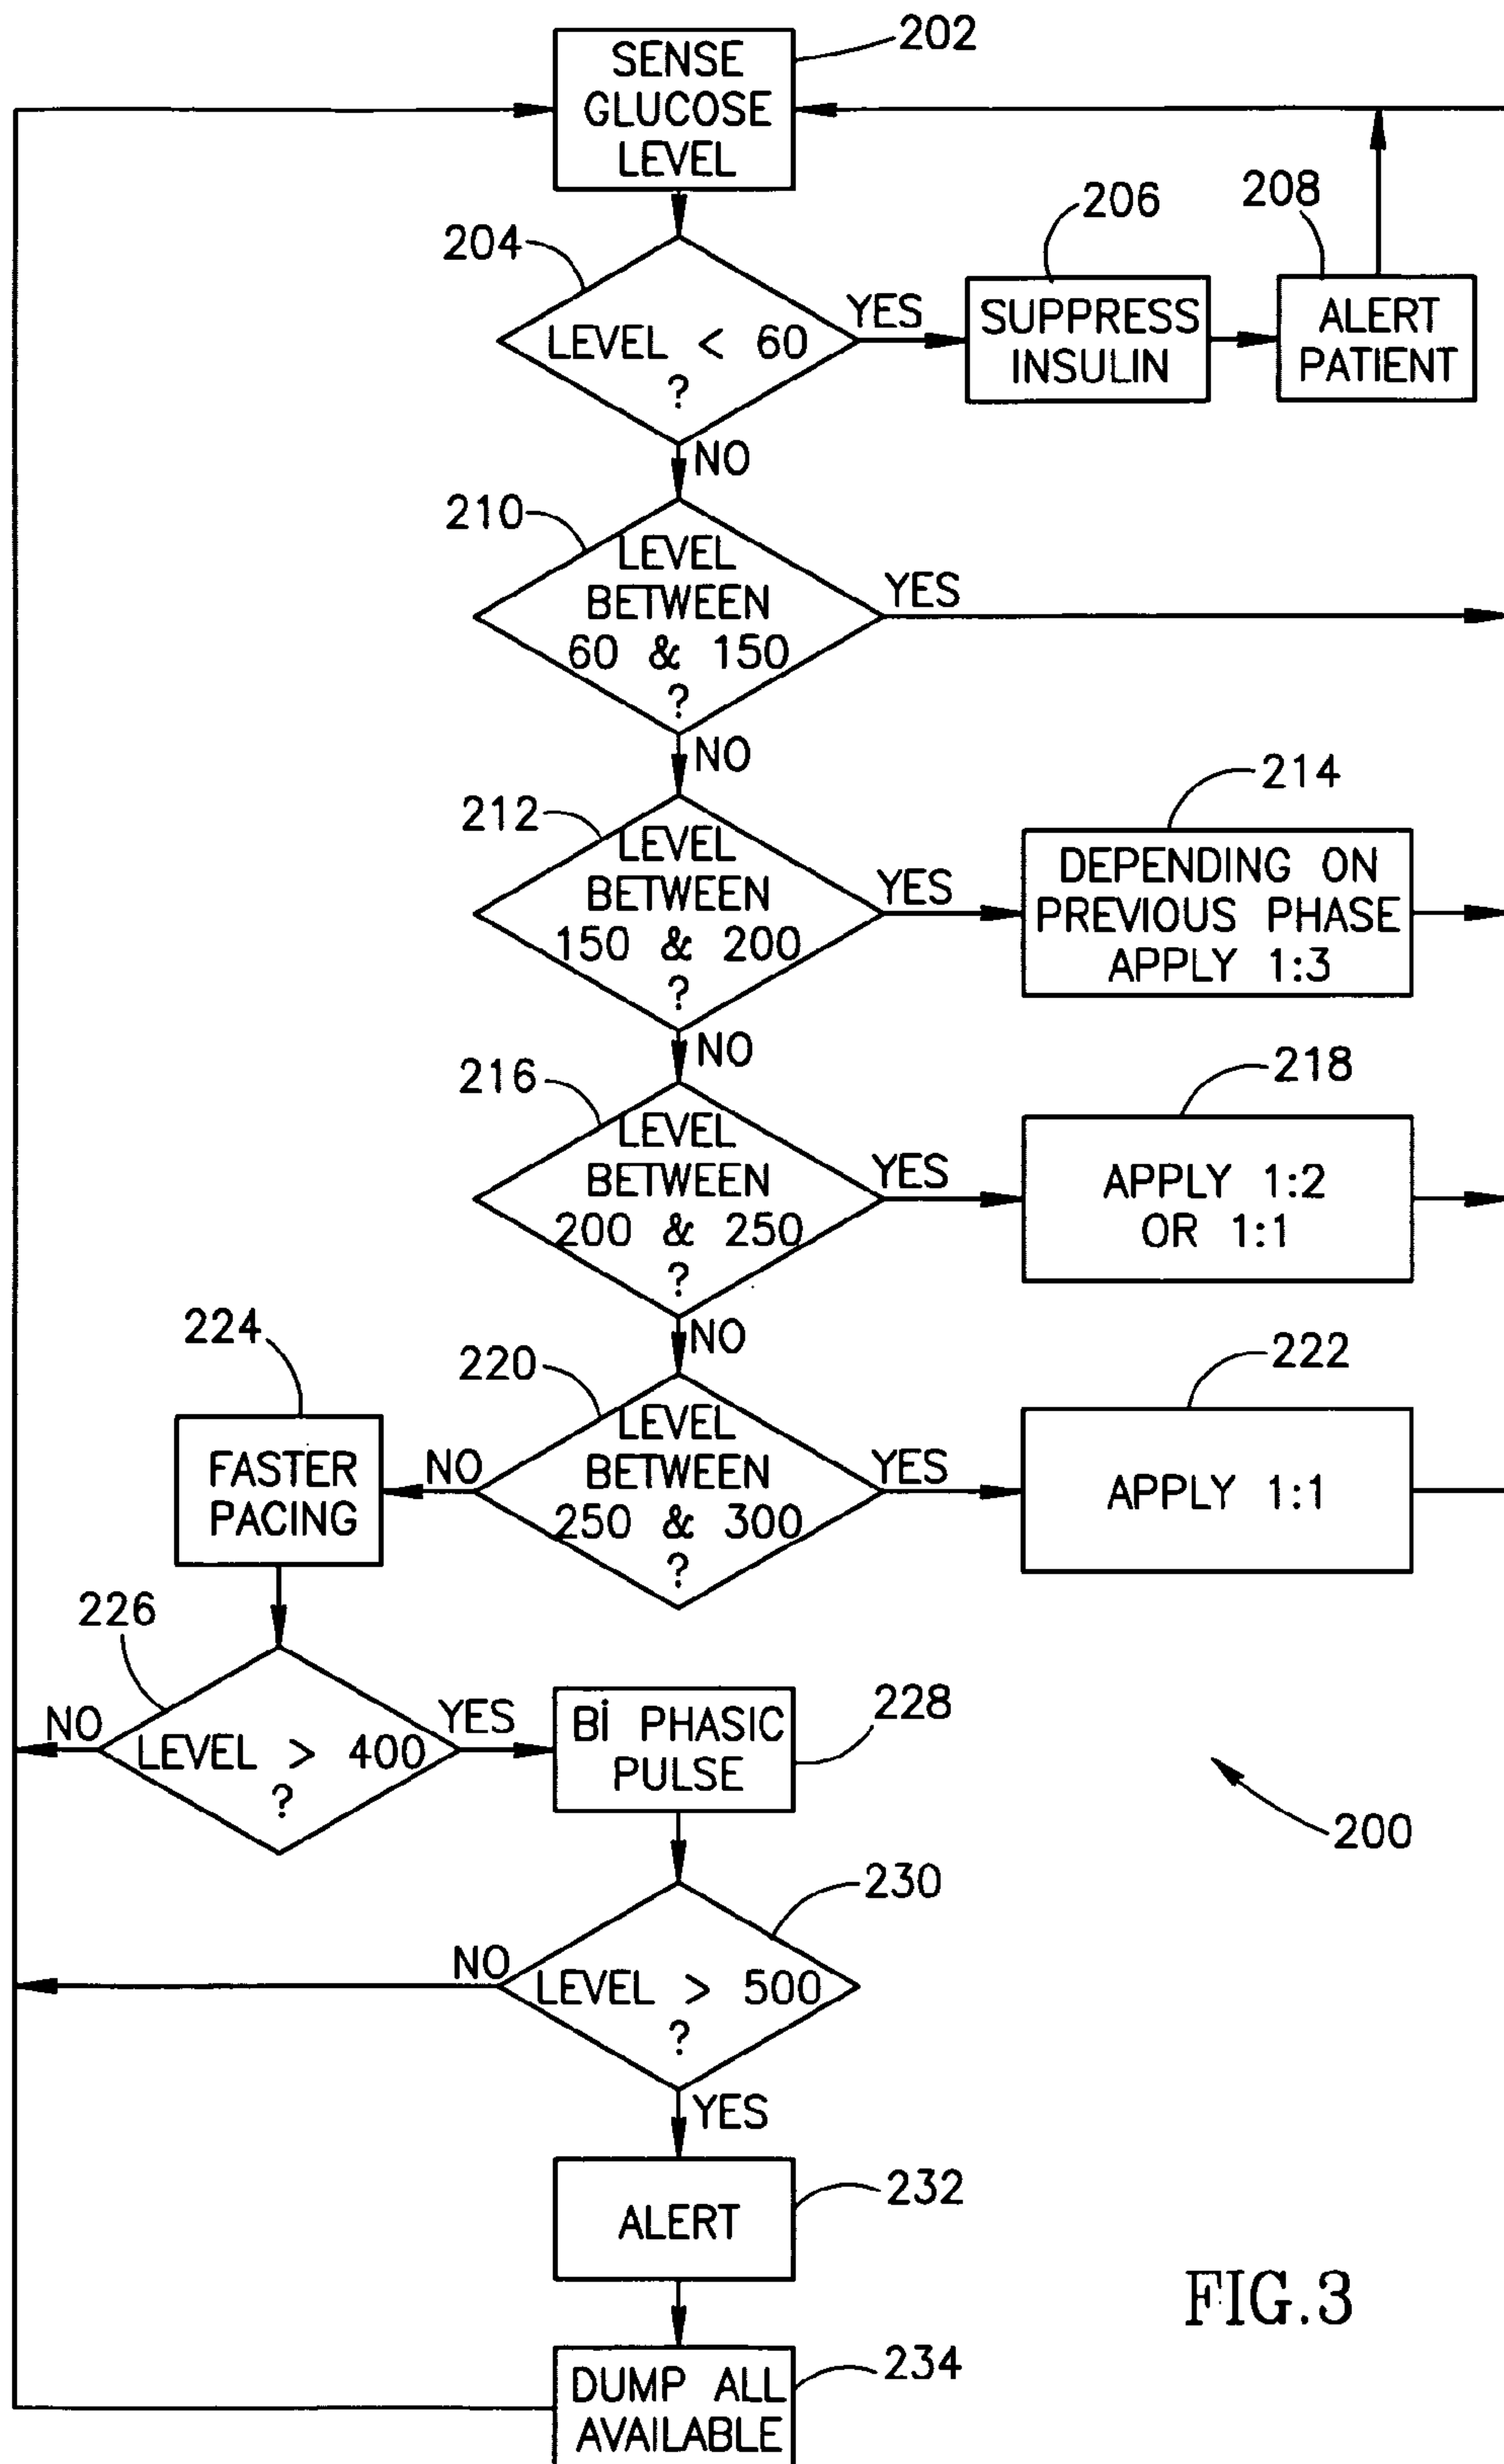 202
SENSE
GLUCOSE
LEVEL
204
LEVEL < 60
?
YES
206
SUPPRESS
INSULIN
208
ALERT
PATIENT
NO
210
LEVEL
BETWEEN
60 & 150
?
YES
NO
212
LEVEL
BETWEEN
150 & 200
?
YES
214
DEPENDING ON
PREVIOUS PHASE
APPLY 1:3
NO
216
LEVEL
BETWEEN
200 & 250
?
YES
218
APPLY 1:2
OR 1:1
NO
220
LEVEL
BETWEEN
250 & 300
?
YES
222
APPLY 1:1
NO
224
FASTER
PACING
226
LEVEL > 400
?
NO
YES
228
Bi PHASIC
PULSE
200
230
LEVEL > 500
?
NO
YES
232
ALERT
234
DUMP ALL
AVAILABLE
FIG.3